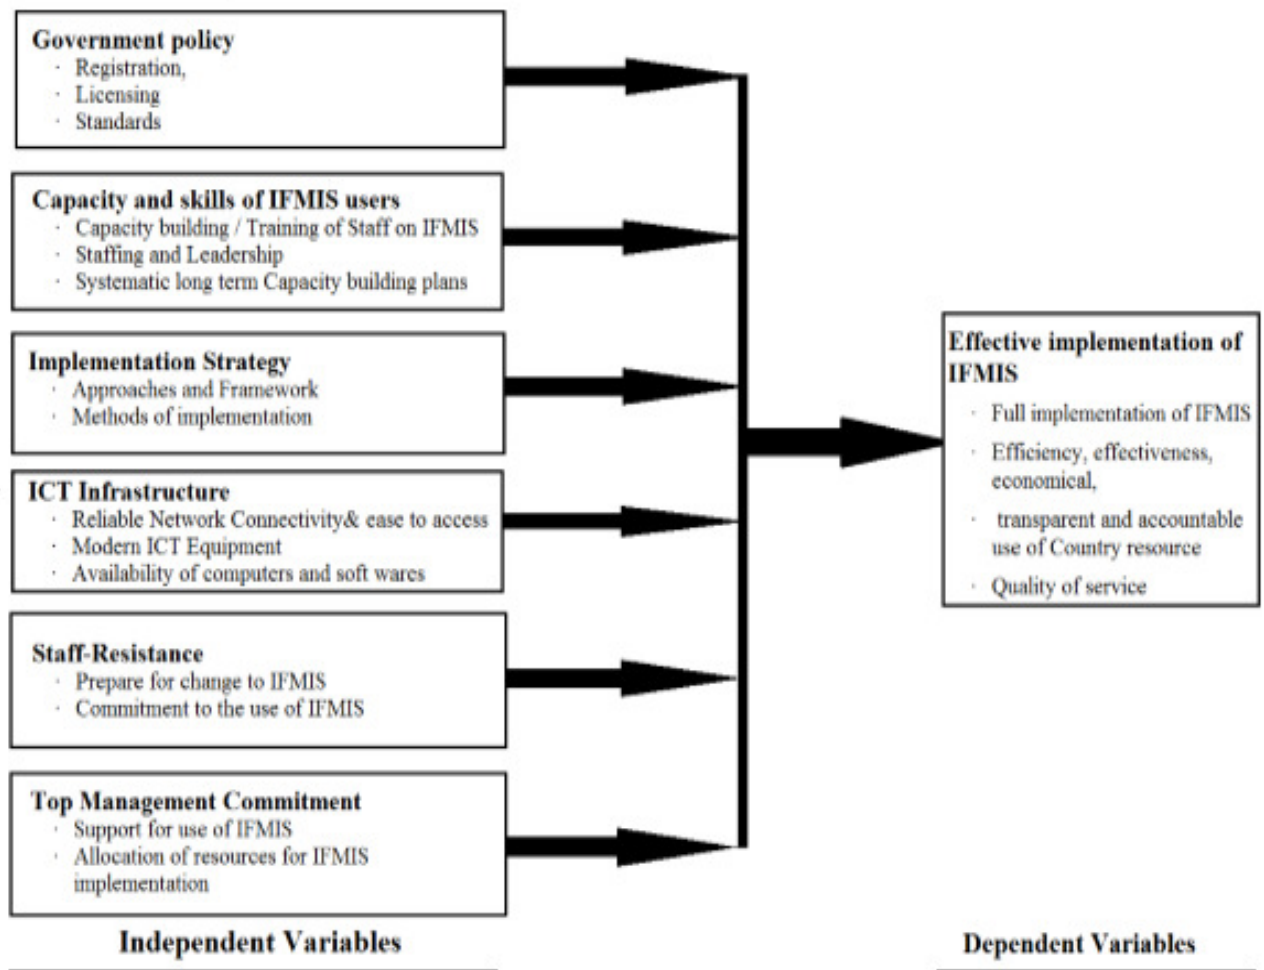 Government policy
· Registration,
· Licensing
· Standards
Capacity and skills of IFMIS users
· Capacity building / Training of Staff on IFMIS
· Staffing and Leadership
· Systematic long term Capacity building plans
Implementation Strategy
· Approaches and Framework
· Methods of implementation
ICT Infrastructure
· Reliable Network Connectivity& ease to access
· Modern ICT Equipment
· Availability of computers and soft wares
Staff-Resistance
· Prepare for change to IFMIS
· Commitment to the use of IFMIS
Top Management Commitment
· Support for use of IFMIS
· Allocation of resources for IFMIS
implementation
Independent Variables
Effective implementation of
IFMIS
· Full implementation of IFMIS
· Efficiency, effectiveness,
economical,
· transparent and accountable
use of Country resource
· Quality of service
Dependent Variables